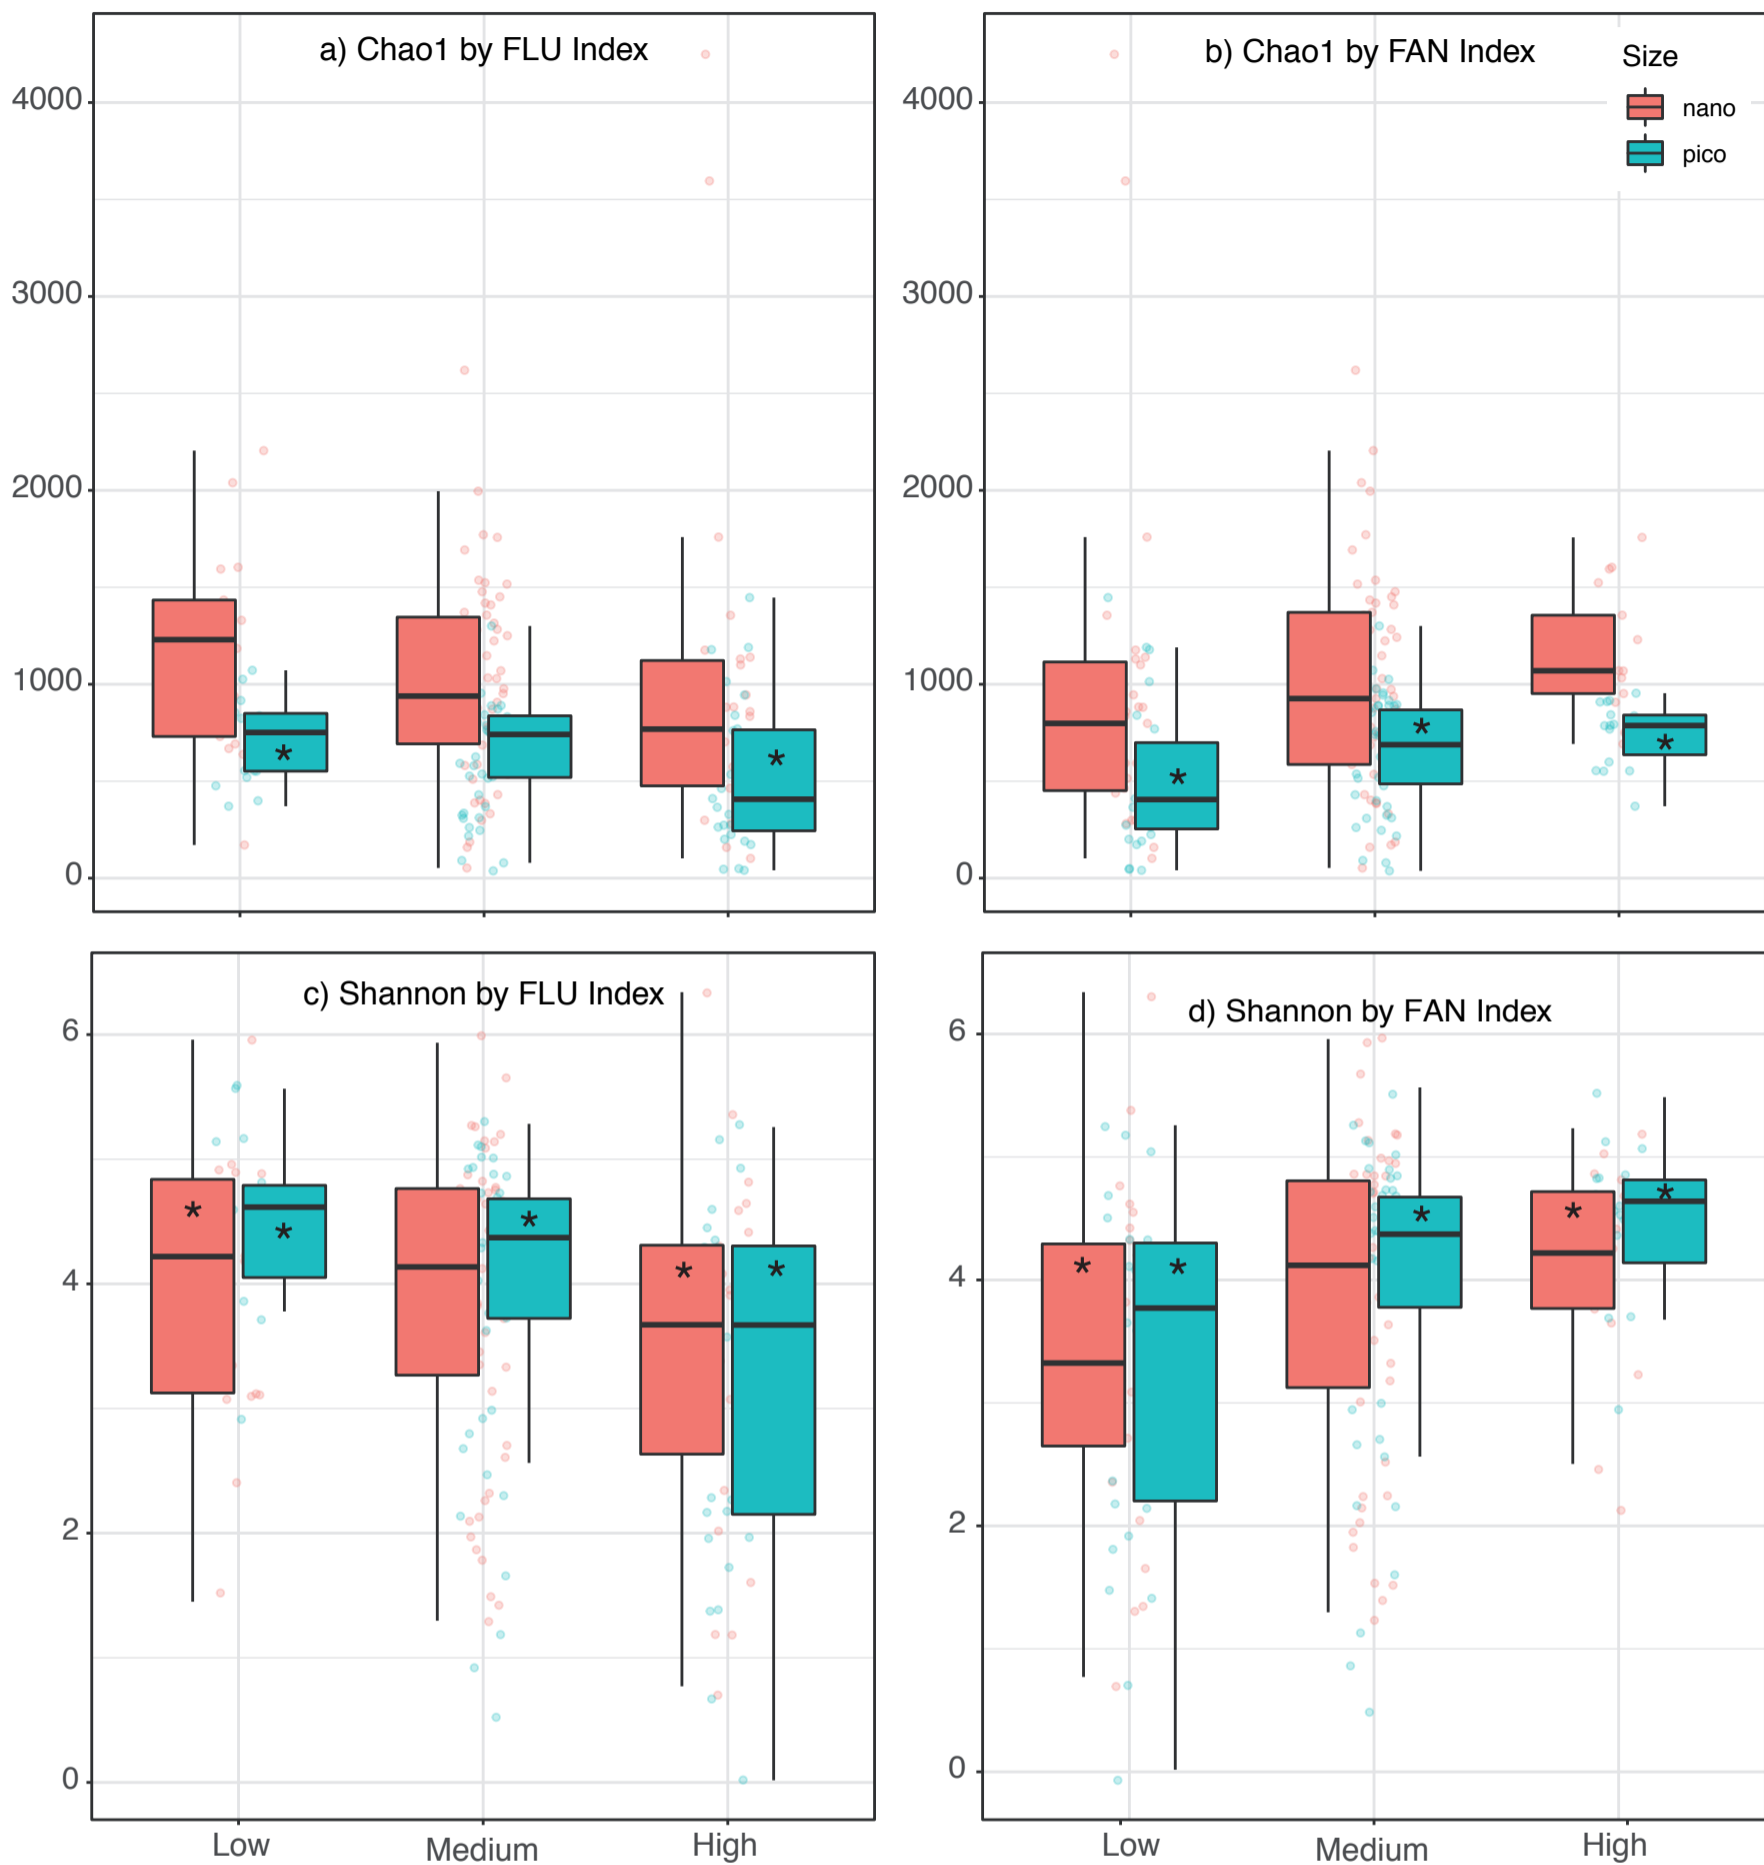 a) Chao1 by FLU Index
4000
3000
2000
1000
0
b) Chao1 by FAN Index
4000
3000
2000
1000
0
Size
nano
pico
*
*
*
*
*
c) Shannon by FLU Index
6
4
2
0
*
*
*
*
*
Low
Medium
High
d) Shannon by FAN Index
6
4
2
0
*
*
*
*
*
Low
Medium
High